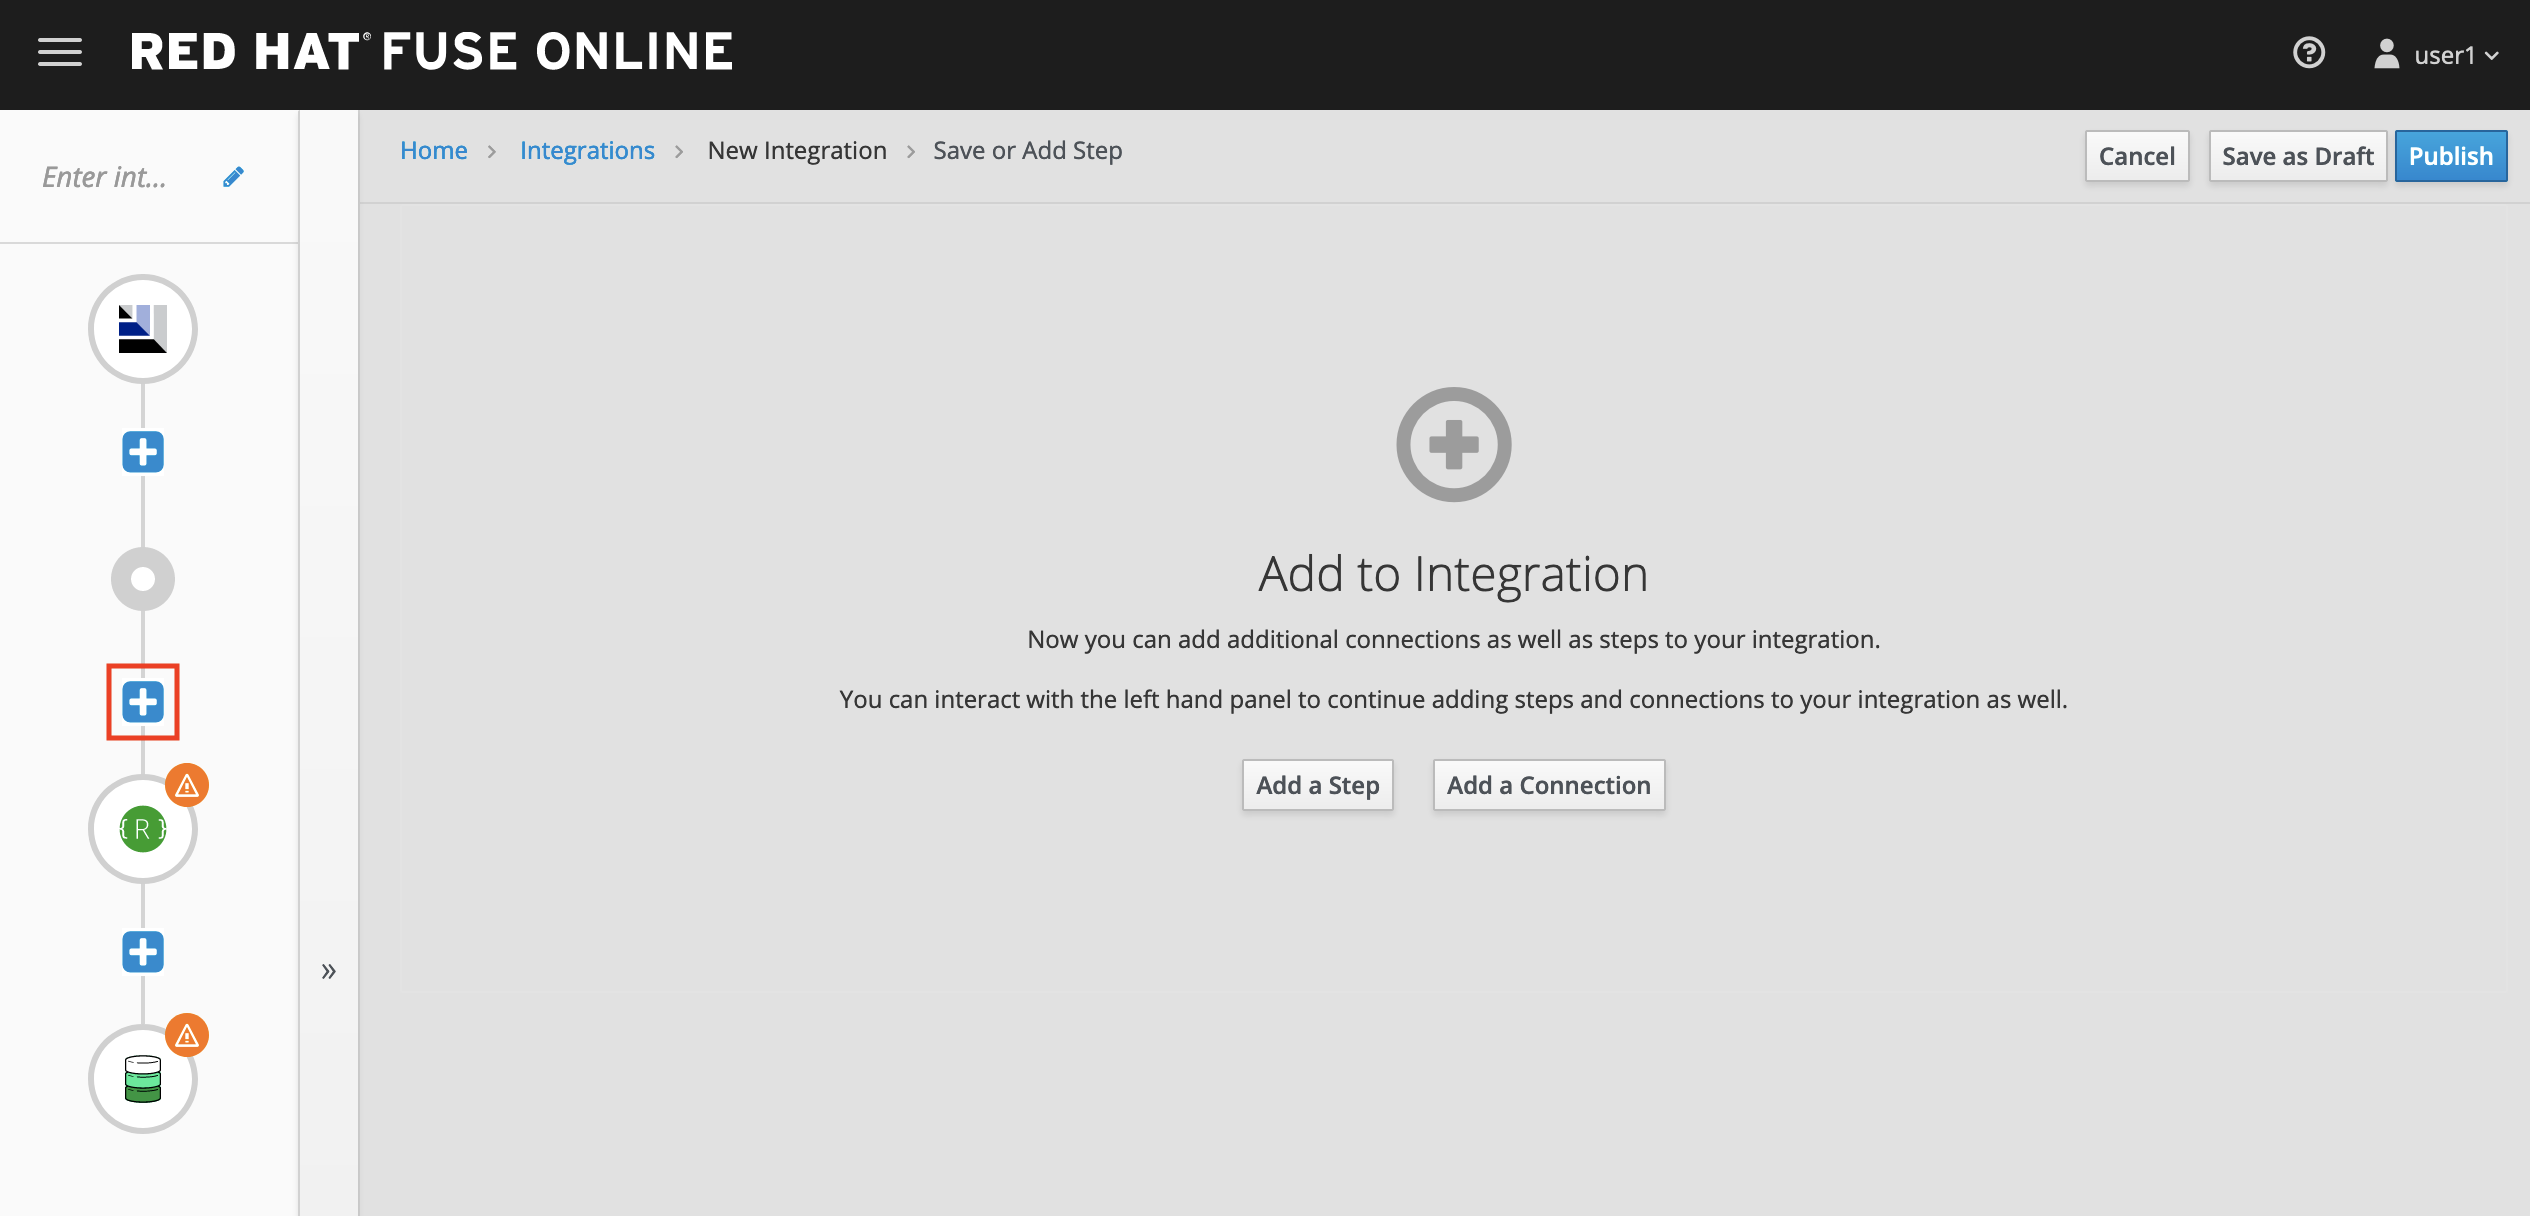 RED HAT® FUSE ONLINE
user1
Enter int...
Home > Integrations > New Integration > Save or Add Step
Cancel
Save as Draft
Publish
Add to Integration
Now you can add additional connections as well as steps to your integration.
You can interact with the left hand panel to continue adding steps and connections to your integration as well.
Add a Step
Add a Connection
{ R }
»